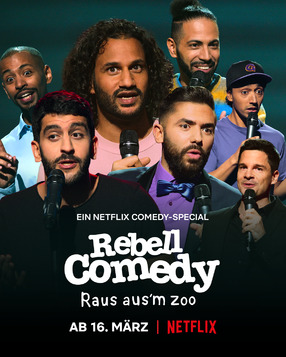 EIN NETFLIX COMEDY-SPECIAL
Rebell
Comedy
Raus aus'm Zoo
AB 16. MÄRZ | NETFLIX